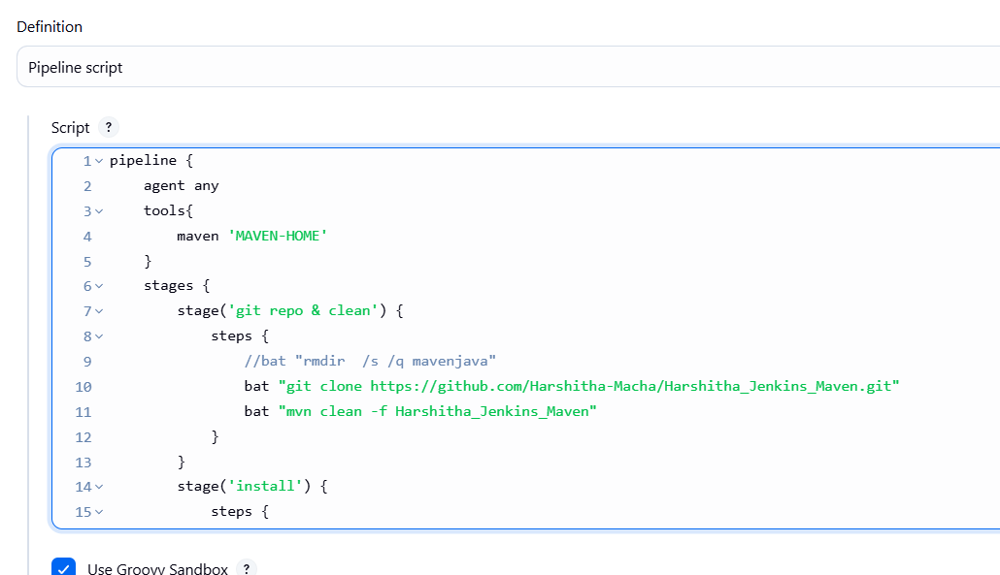 Definition
Pipeline script
Script ?
1 pipeline {
2 agent any
3 tools{
4 maven 'MAVEN-HOME'
5 }
6 stages {
7 stage('git repo & clean') {
8 steps {
9 //bat "rmdir  /s /q mavenjava"
10 bat "git clone https://github.com/Harshitha-Macha/Harshitha_Jenkins_Maven.git"
11 bat "mvn clean -f Harshitha_Jenkins_Maven"
12 }
13 }
14 stage('install') {
15 steps {
Use Groovy Sandbox ?